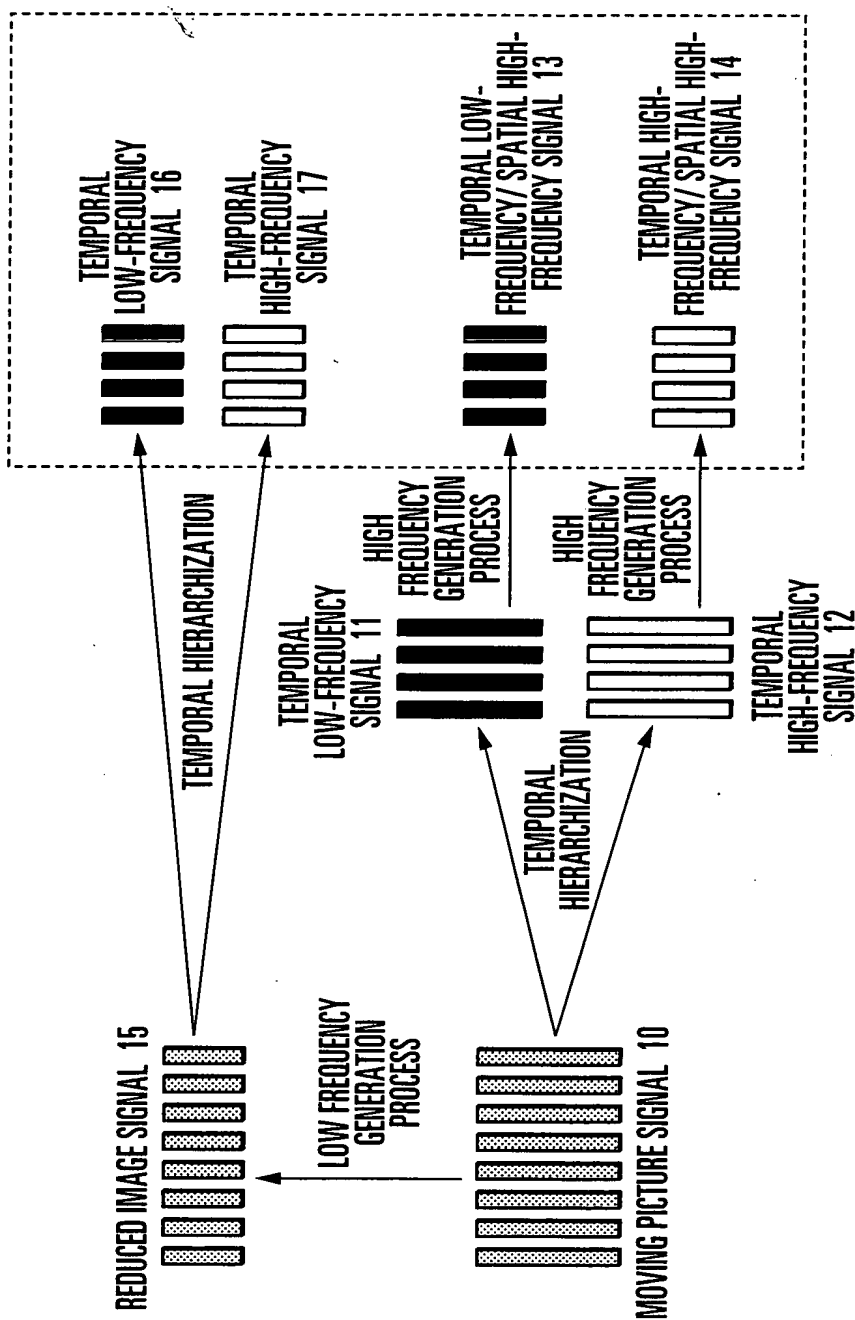 REDUCED IMAGE SIGNAL 15
LOW FREQUENCY
GENERATION
PROCESS
MOVING PICTURE SIGNAL 10
TEMPORAL HIERARCHIZATION
TEMPORAL
HIERARCHIZATION
TEMPORAL
LOW-FREQUENCY
SIGNAL 11
TEMPORAL
HIGH-FREQUENCY
SIGNAL 12
HIGH
FREQUENCY
GENERATION
PROCESS
HIGH
FREQUENCY
GENERATION
PROCESS
TEMPORAL
LOW-FREQUENCY
SIGNAL 16
TEMPORAL
HIGH-FREQUENCY
SIGNAL 17
TEMPORAL LOW-
FREQUENCY/ SPATIAL HIGH-
FREQUENCY SIGNAL 13
TEMPORAL HIGH-
FREQUENCY/ SPATIAL HIGH-
FREQUENCY SIGNAL 14